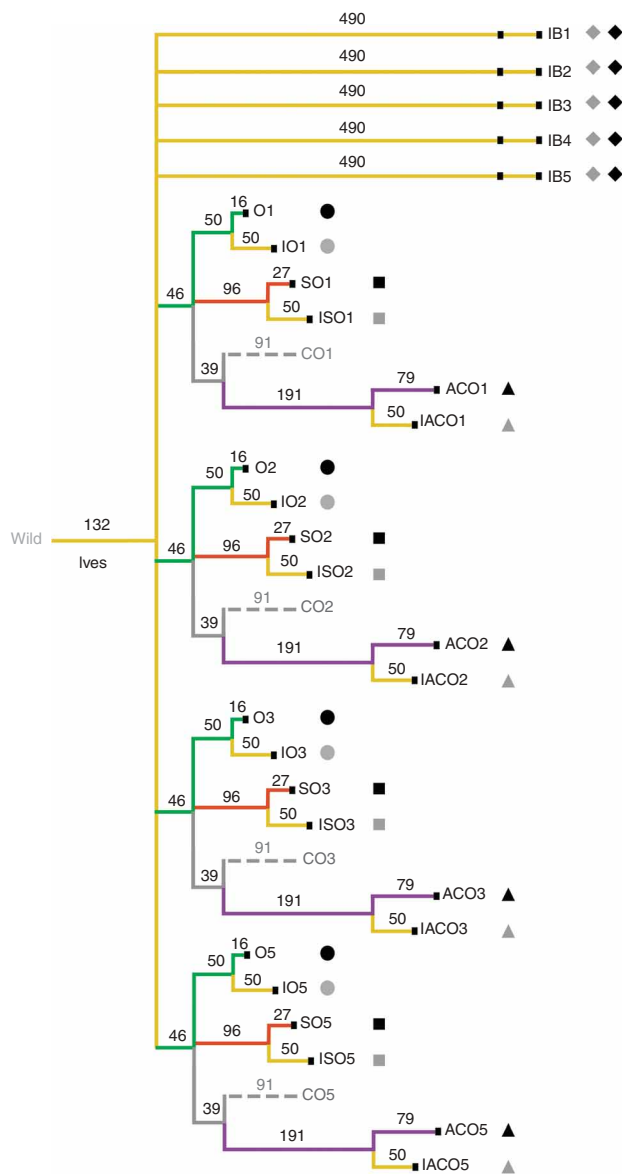 490
IB1
490
IB2
490
IB3
490
IB4
490
IB5
16
O1
50
50
IO1
27
SO1
46
96
50
ISO1
91
CO1
39
79
ACO1
191
50
IACO1
16
O2
50
50
IO2
27
SO2
Wild
132
Ives
46
96
50
ISO2
91
CO2
39
79
ACO2
191
50
IACO2
16
O3
50
50
IO3
27
SO3
46
96
50
ISO3
91
CO3
39
79
ACO3
191
50
IACO3
16
O5
50
50
IO5
27
SO5
46
96
50
ISO5
91
CO5
39
79
ACO5
191
50
IACO5